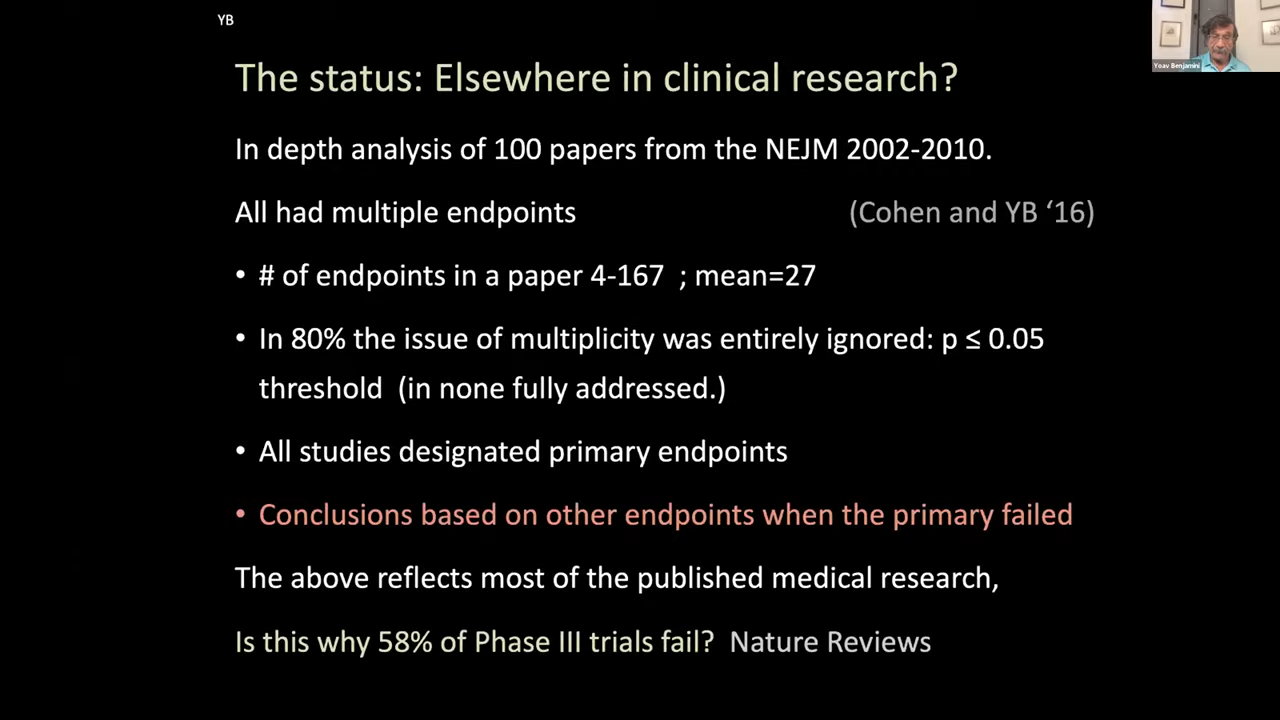 YB
Yoav Benjamini
The status: Elsewhere in clinical research?
In depth analysis of 100 papers from the NEJM 2002-2010.
All had multiple endpoints (Cohen and YB ‘16)
• # of endpoints in a paper 4-167 ; mean=27
• In 80% the issue of multiplicity was entirely ignored: p ≤ 0.05
threshold (in none fully addressed.)
• All studies designated primary endpoints
• Conclusions based on other endpoints when the primary failed
The above reflects most of the published medical research,
Is this why 58% of Phase III trials fail? Nature Reviews